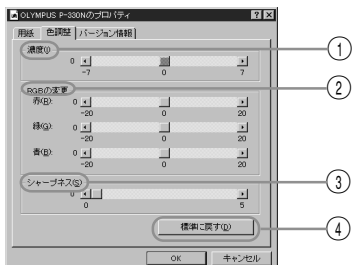 OLYMPUS P-330Nのプロパティ
用紙 色調整 バージョン情報
濃度(I)
①
0
-7 0 7
RGBの変更
②
赤(R): 0
-20 0 20
緑(G): 0
-20 0 20
青(B): 0
-20 0 20
シャープネス(S)
③
0
0 5
標準に戻す(D)
④
OK キャンセル